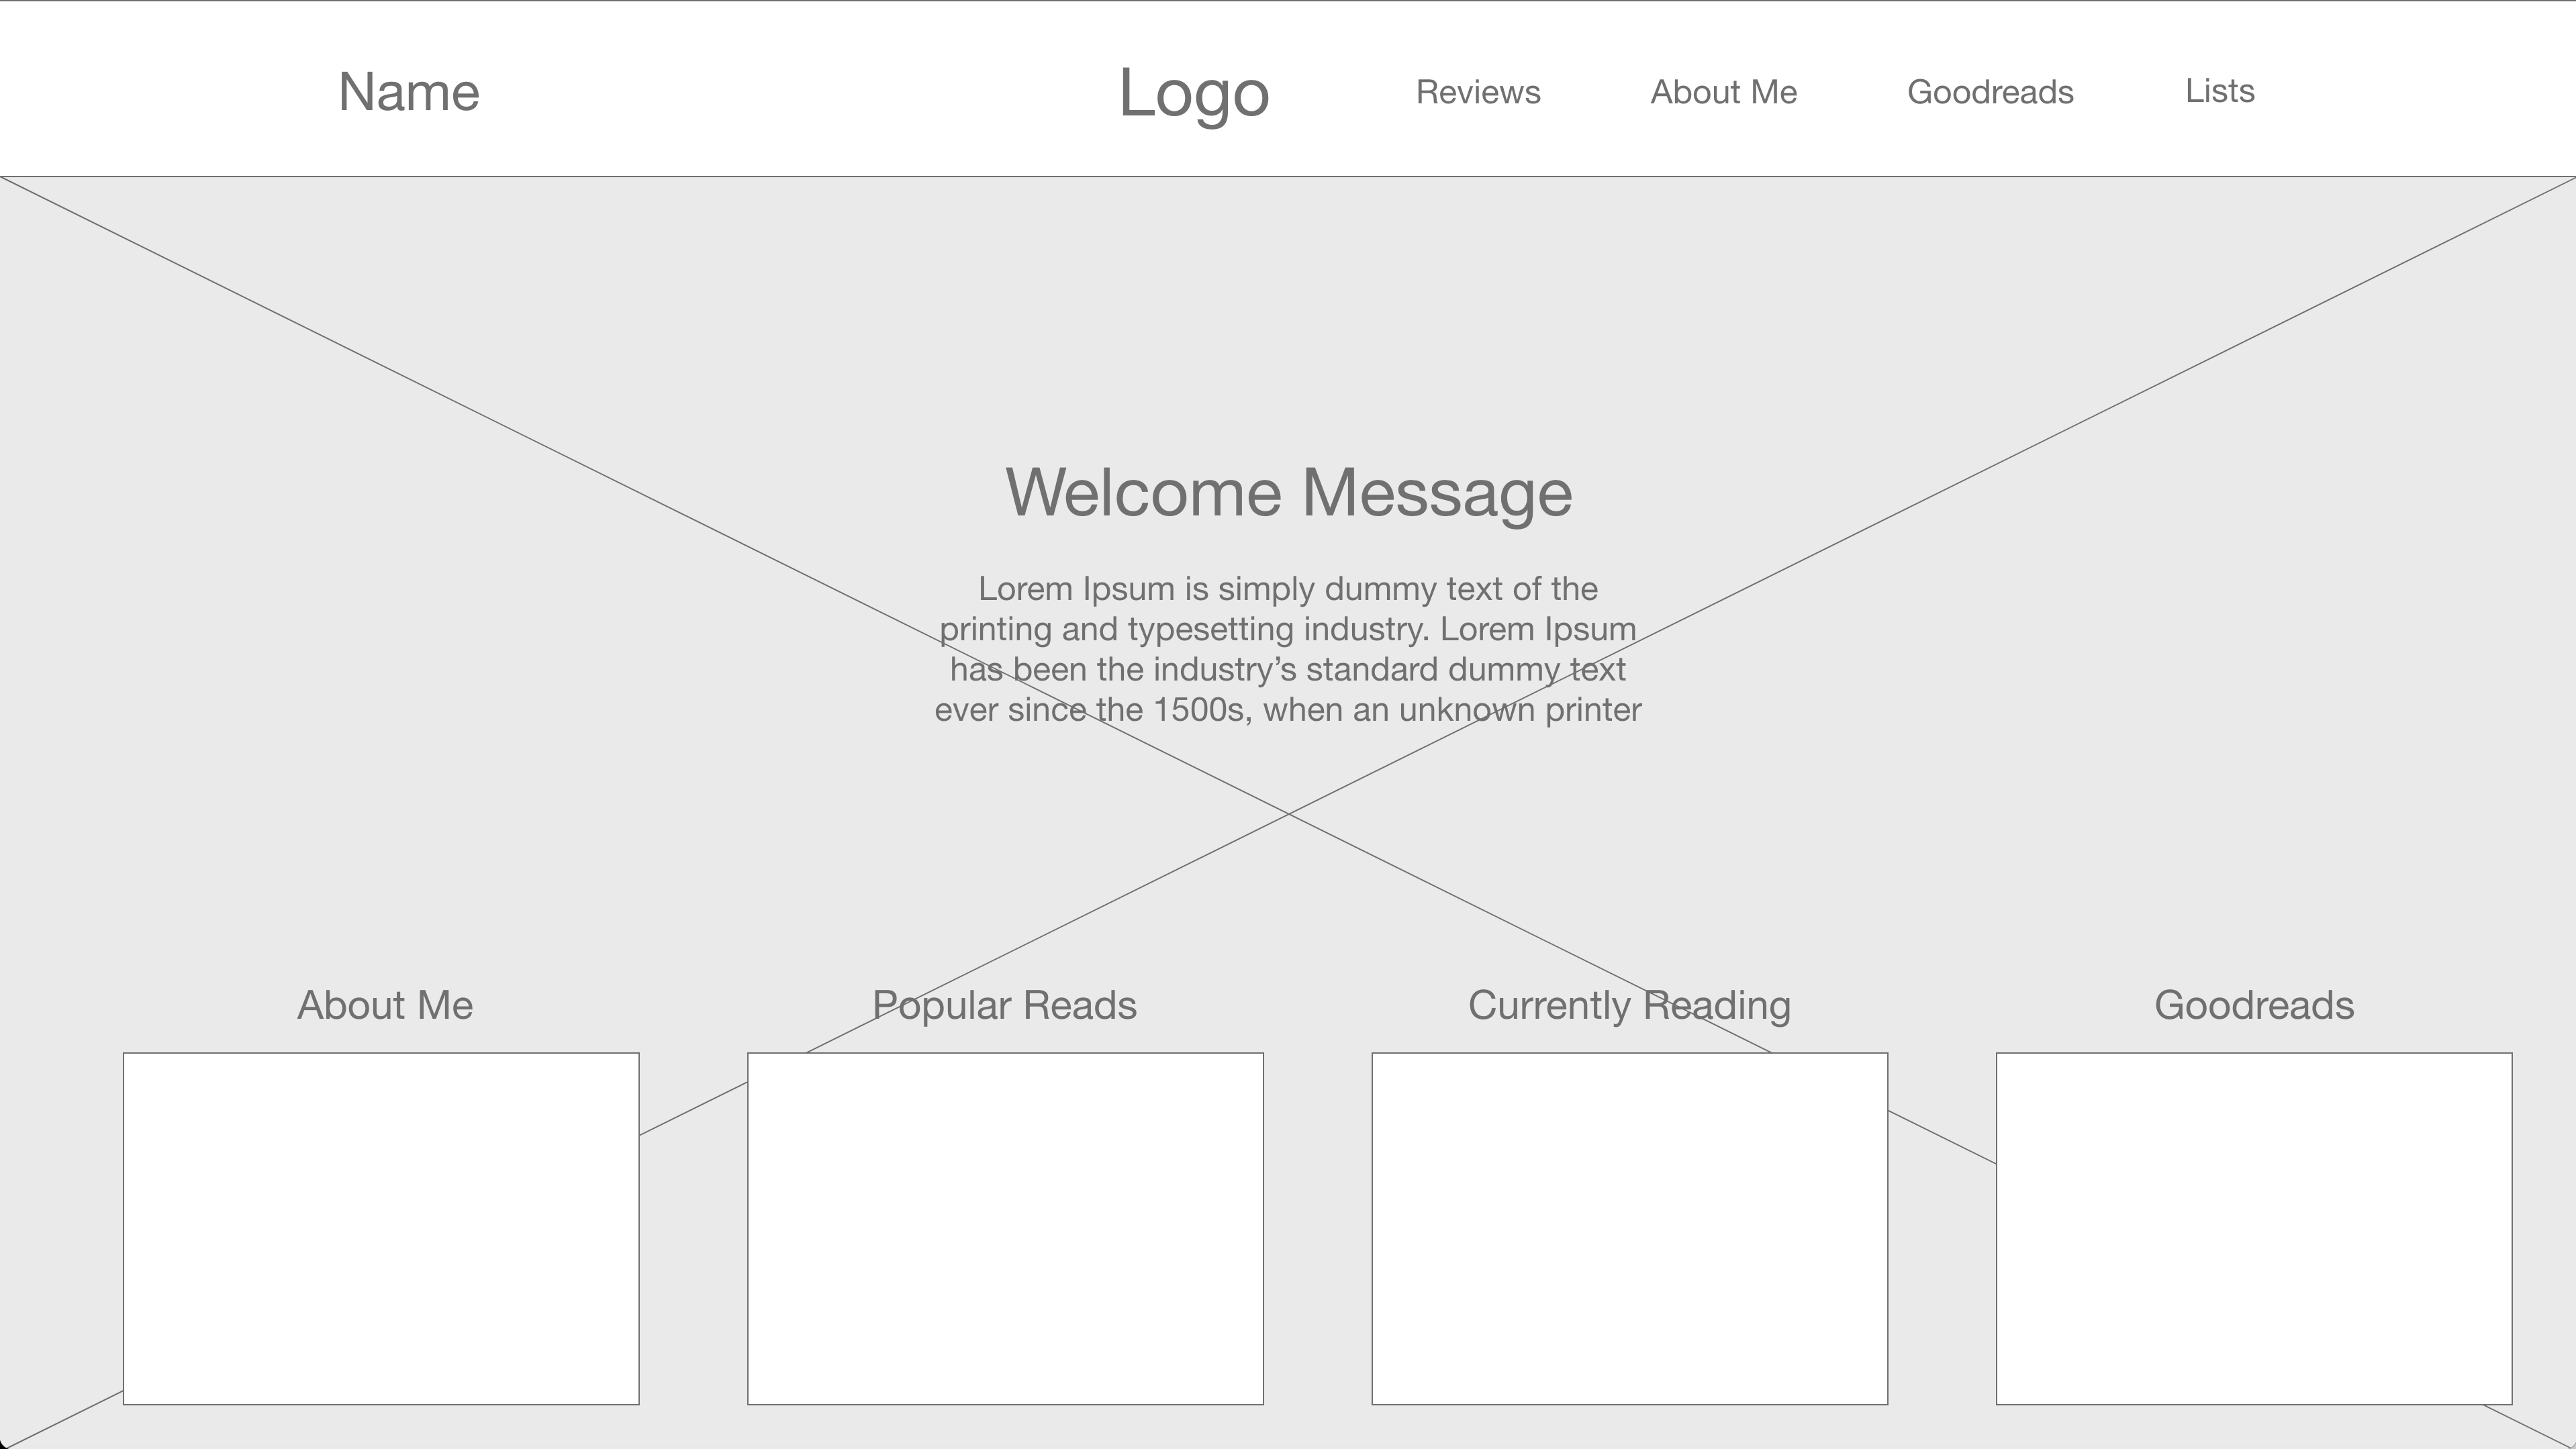 Name
Logo
Reviews
About Me
Goodreads
Lists
Welcome Message
Lorem Ipsum is simply dummy text of the
printing and typesetting industry. Lorem Ipsum
has been the industry’s standard dummy text
ever since the 1500s, when an unknown printer
About Me
Popular Reads
Currently Reading
Goodreads